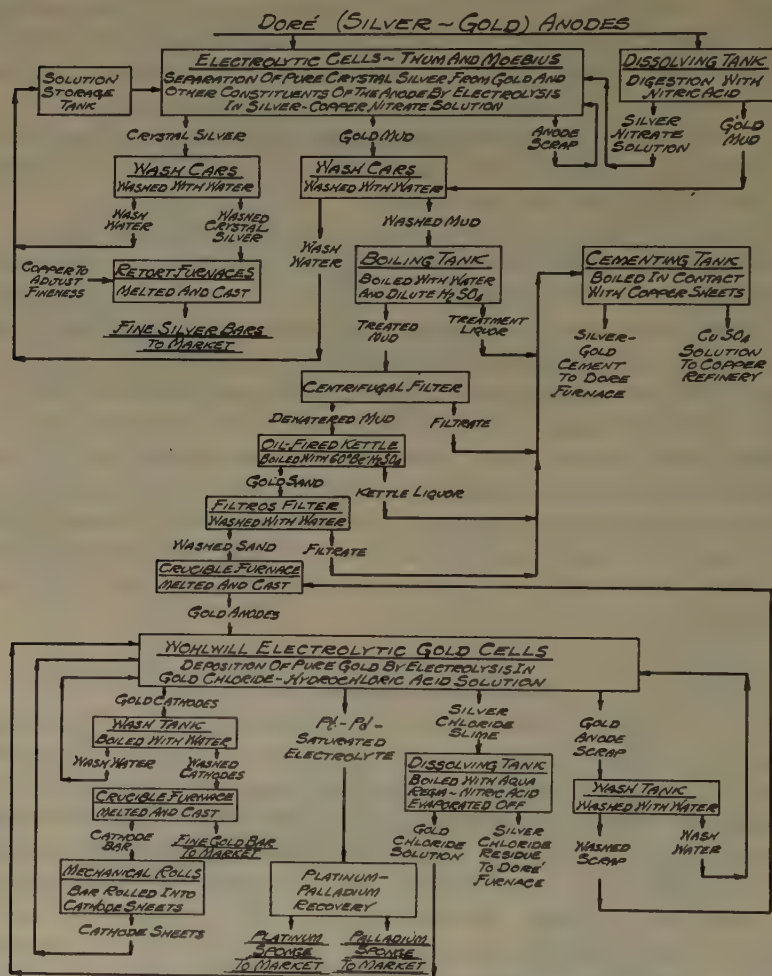 DORÉ (SILVER ~ GOLD) ANODES
SOLUTION
STORAGE
TANK
ELECTROLYTIC CELLS ~ THUM AND MOEBIUS
SEPARATION OF PURE CRYSTAL SILVER FROM GOLD AND
OTHER CONSTITUENTS OF THE ANODE BY ELECTROLYSIS
IN SILVER-COPPER NITRATE SOLUTION
DISSOLVING TANK
DIGESTION WITH
NITRIC ACID
CRYSTAL SILVER
GOLD MUD
ANODE
SCRAP
SILVER
NITRATE
SOLUTION
GOLD
MUD
WASH CARS
WASHED WITH WATER
WASH CARS
WASHED WITH WATER
WASH
WATER
WASHED
CRYSTAL
SILVER
WASH
WATER
WASHED MUD
COPPER TO
ADJUST
FINENESS
RETORT FURNACES
MELTED AND CAST
BOILING TANK
BOILED WITH WATER
AND DILUTE H2SO4
CEMENTING TANK
BOILED IN CONTACT
WITH COPPER SHEETS
FINE SILVER BARS
TO MARKET
TREATED
MUD
TREATMENT
LIQUOR
SILVER-
GOLD
CEMENT
TO DORE
FURNACE
CuSO4
SOLUTION
TO COPPER
REFINERY
CENTRIFUGAL FILTER
DEWATERED MUD
FILTRATE
OIL-FIRED KETTLE
BOILED WITH 60°Be-H2SO4
GOLD SAND
KETTLE LIQUOR
FILTROS FILTER
WASHED WITH WATER
WASHED SAND
FILTRATE
CRUCIBLE FURNACE
MELTED AND CAST
GOLD ANODES
WOHLWILL ELECTROLYTIC GOLD CELLS
DEPOSITION OF PURE GOLD BY ELECTROLYSIS IN
GOLD CHLORIDE-HYDROCHLORIC ACID SOLUTION
GOLD CATHODES
WASH TANK
BOILED WITH WATER
WASH WATER
WASHED
CATHODES
CRUCIBLE FURNACE
MELTED AND CAST
CATHODE
BAR
FINE GOLD BAR
TO MARKET
MECHANICAL ROLLS
BAR ROLLED INTO
CATHODE SHEETS
CATHODE SHEETS
Pt-Pd-
SATURATED
ELECTROLYTE
PLATINUM-
PALLADIUM
RECOVERY
PLATINUM
SPONGE
TO MARKET
PALLADIUM
SPONGE
TO MARKET
SILVER
CHLORIDE
SLIME
DISSOLVING TANK
BOILED WITH AQUA
REGA-NITRIC ACID
EVAPORATED OFF
GOLD
CHLORIDE
SOLUTION
SILVER
CHLORIDE
RESIDUE
TO DORÉ
FURNACE
GOLD
ANODE
SCRAP
WASH TANK
WASHED WITH WATER
WASHED
SCRAP
WASH
WATER